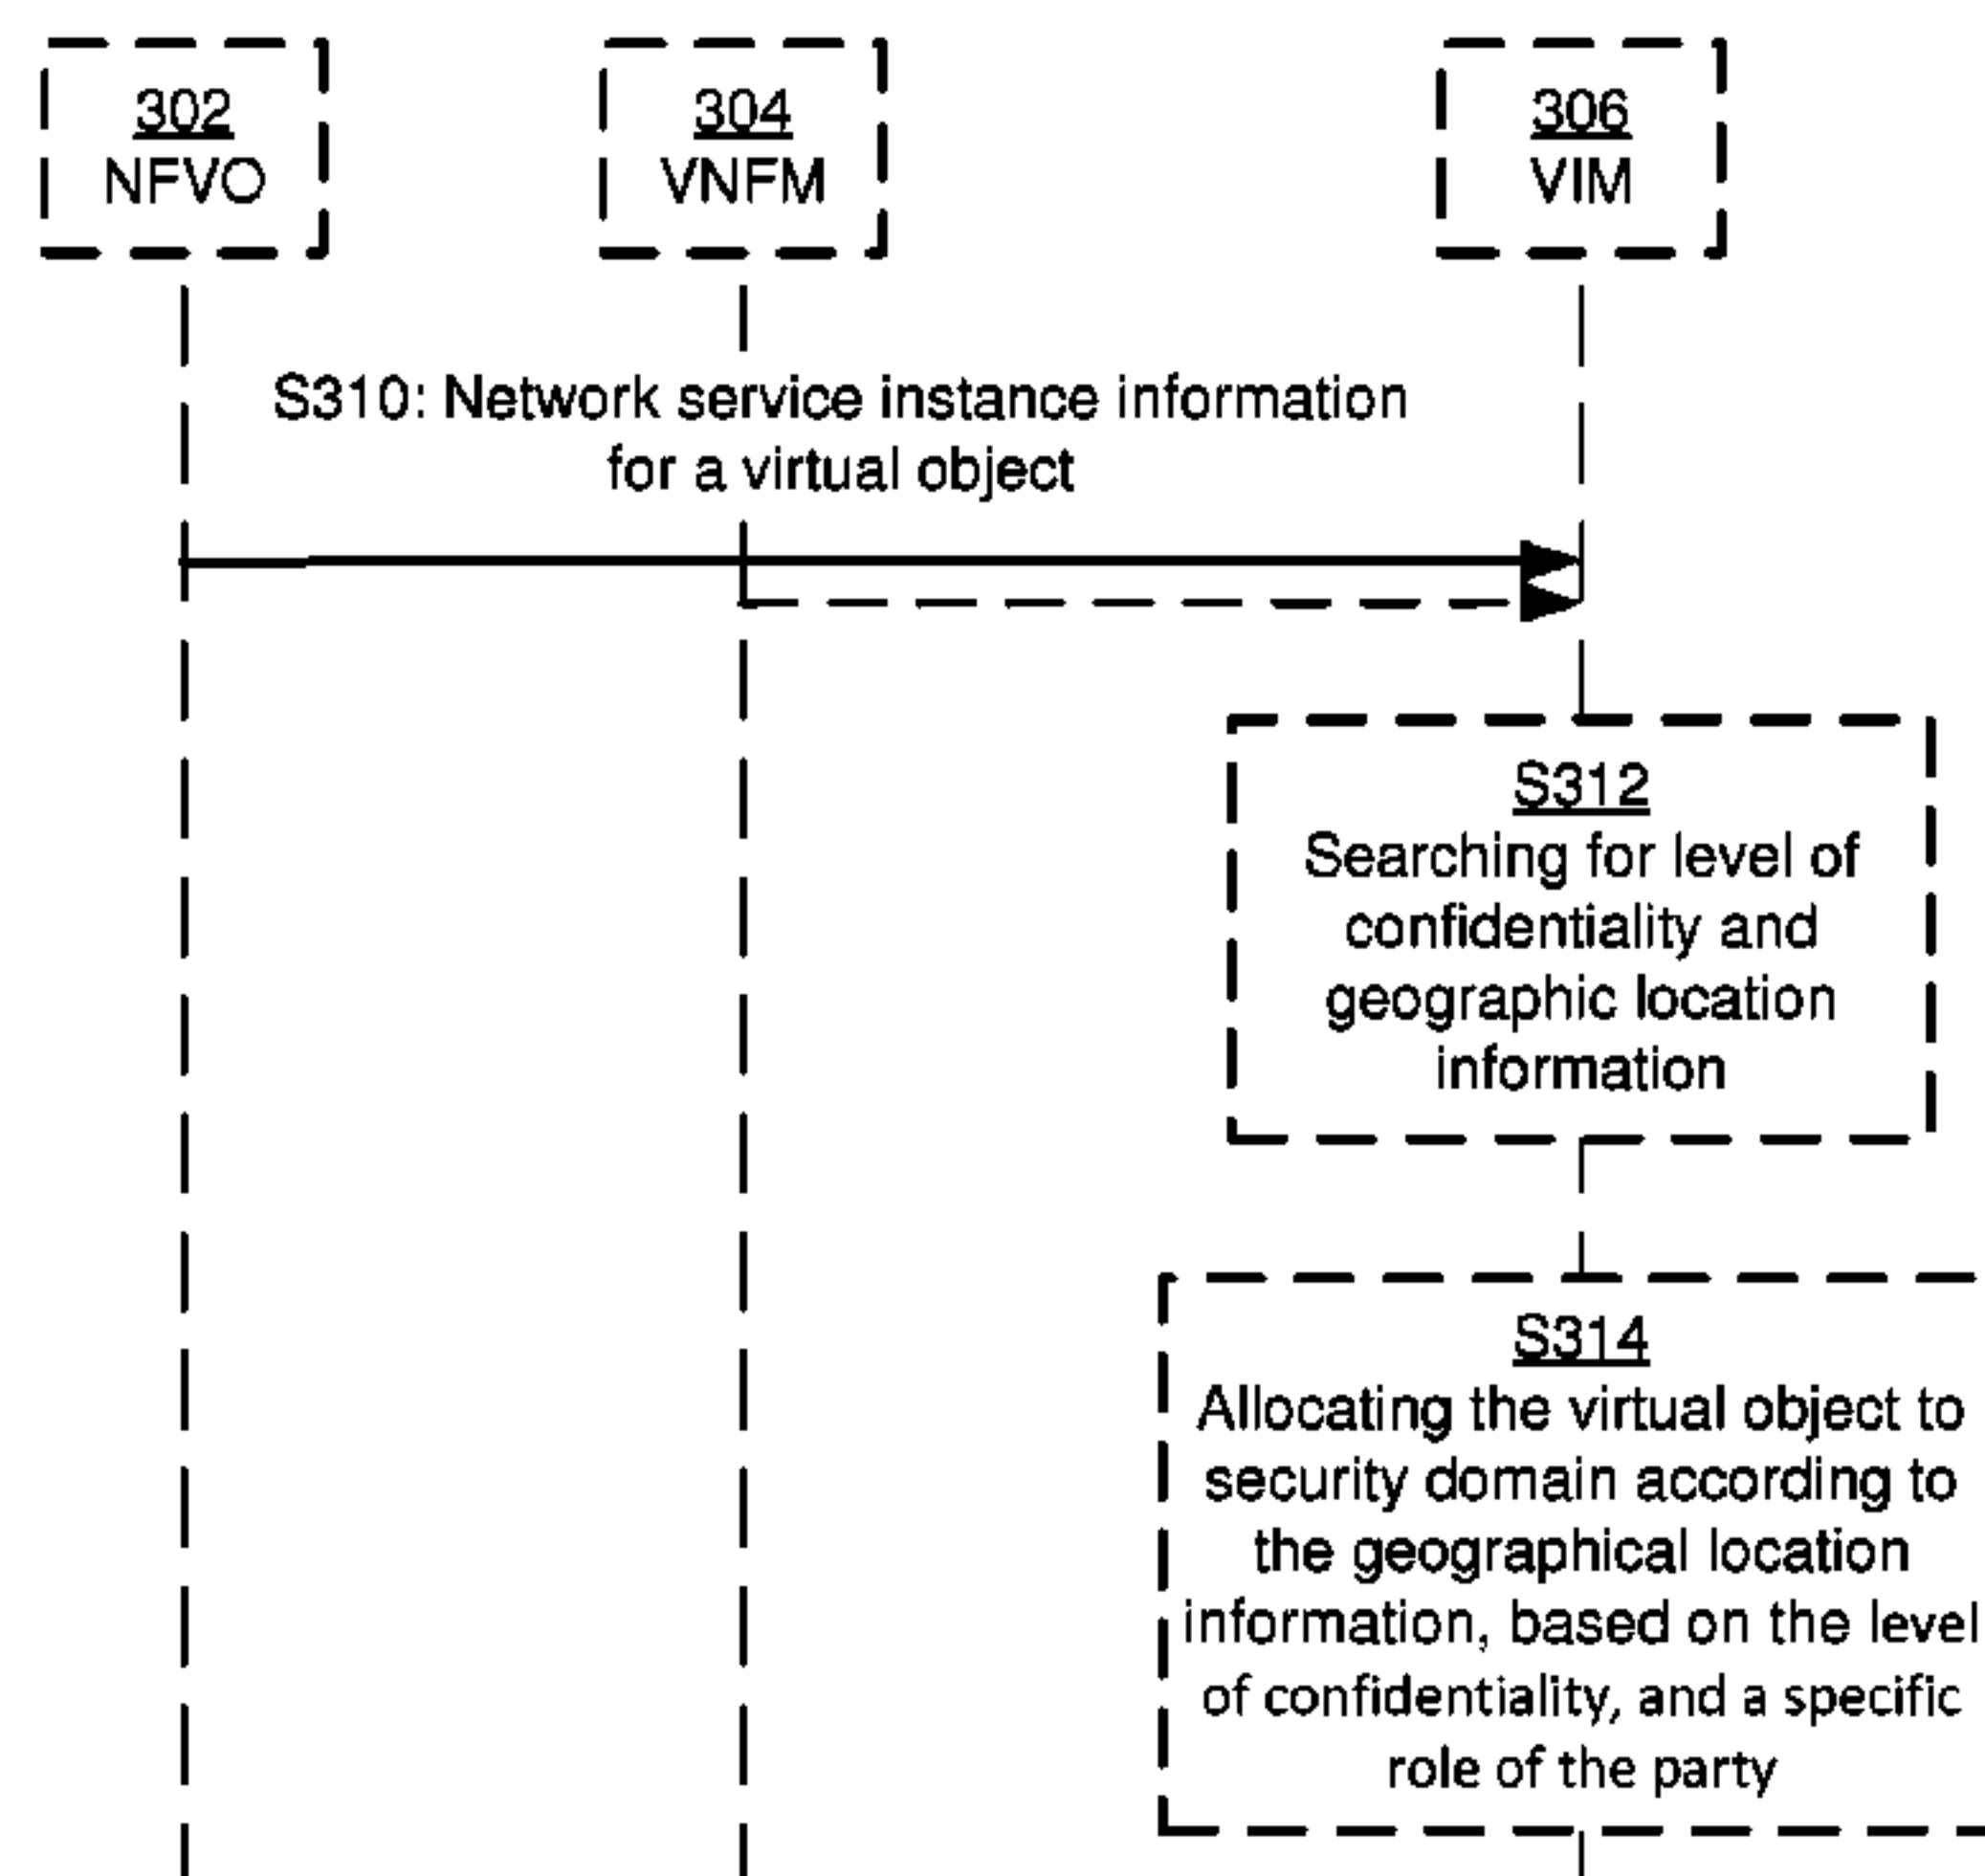 302
NFVO
304
VNFM
306
VIM
S310: Network service instance information
for a virtual object
S312
Searching for level of
confidentiality and
geographic location
information
S314
Allocating the virtual object to
security domain according to
the geographical location
information, based on the level
of confidentiality, and a specific
role of the party